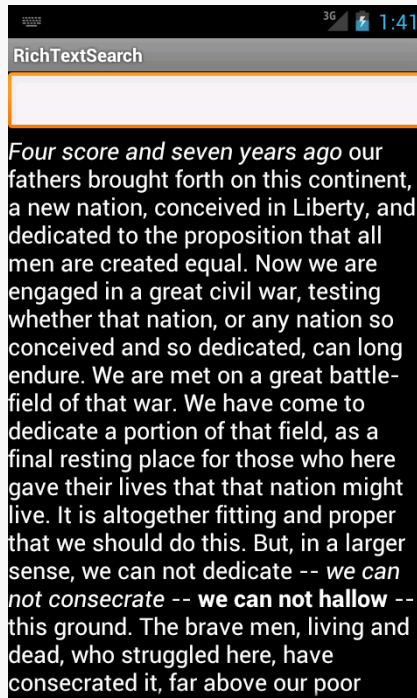 3G 1:41
RichTextSearch
Four score and seven years ago our
fathers brought forth on this continent,
a new nation, conceived in Liberty, and
dedicated to the proposition that all
men are created equal. Now we are
engaged in a great civil war, testing
whether that nation, or any nation so
conceived and so dedicated, can long
endure. We are met on a great battle-
field of that war. We have come to
dedicate a portion of that field, as a
final resting place for those who here
gave their lives that that nation might
live. It is altogether fitting and proper
that we should do this. But, in a larger
sense, we can not dedicate -- we can
not consecrate -- we can not hallow --
this ground. The brave men, living and
dead, who struggled here, have
consecrated it, far above our poor